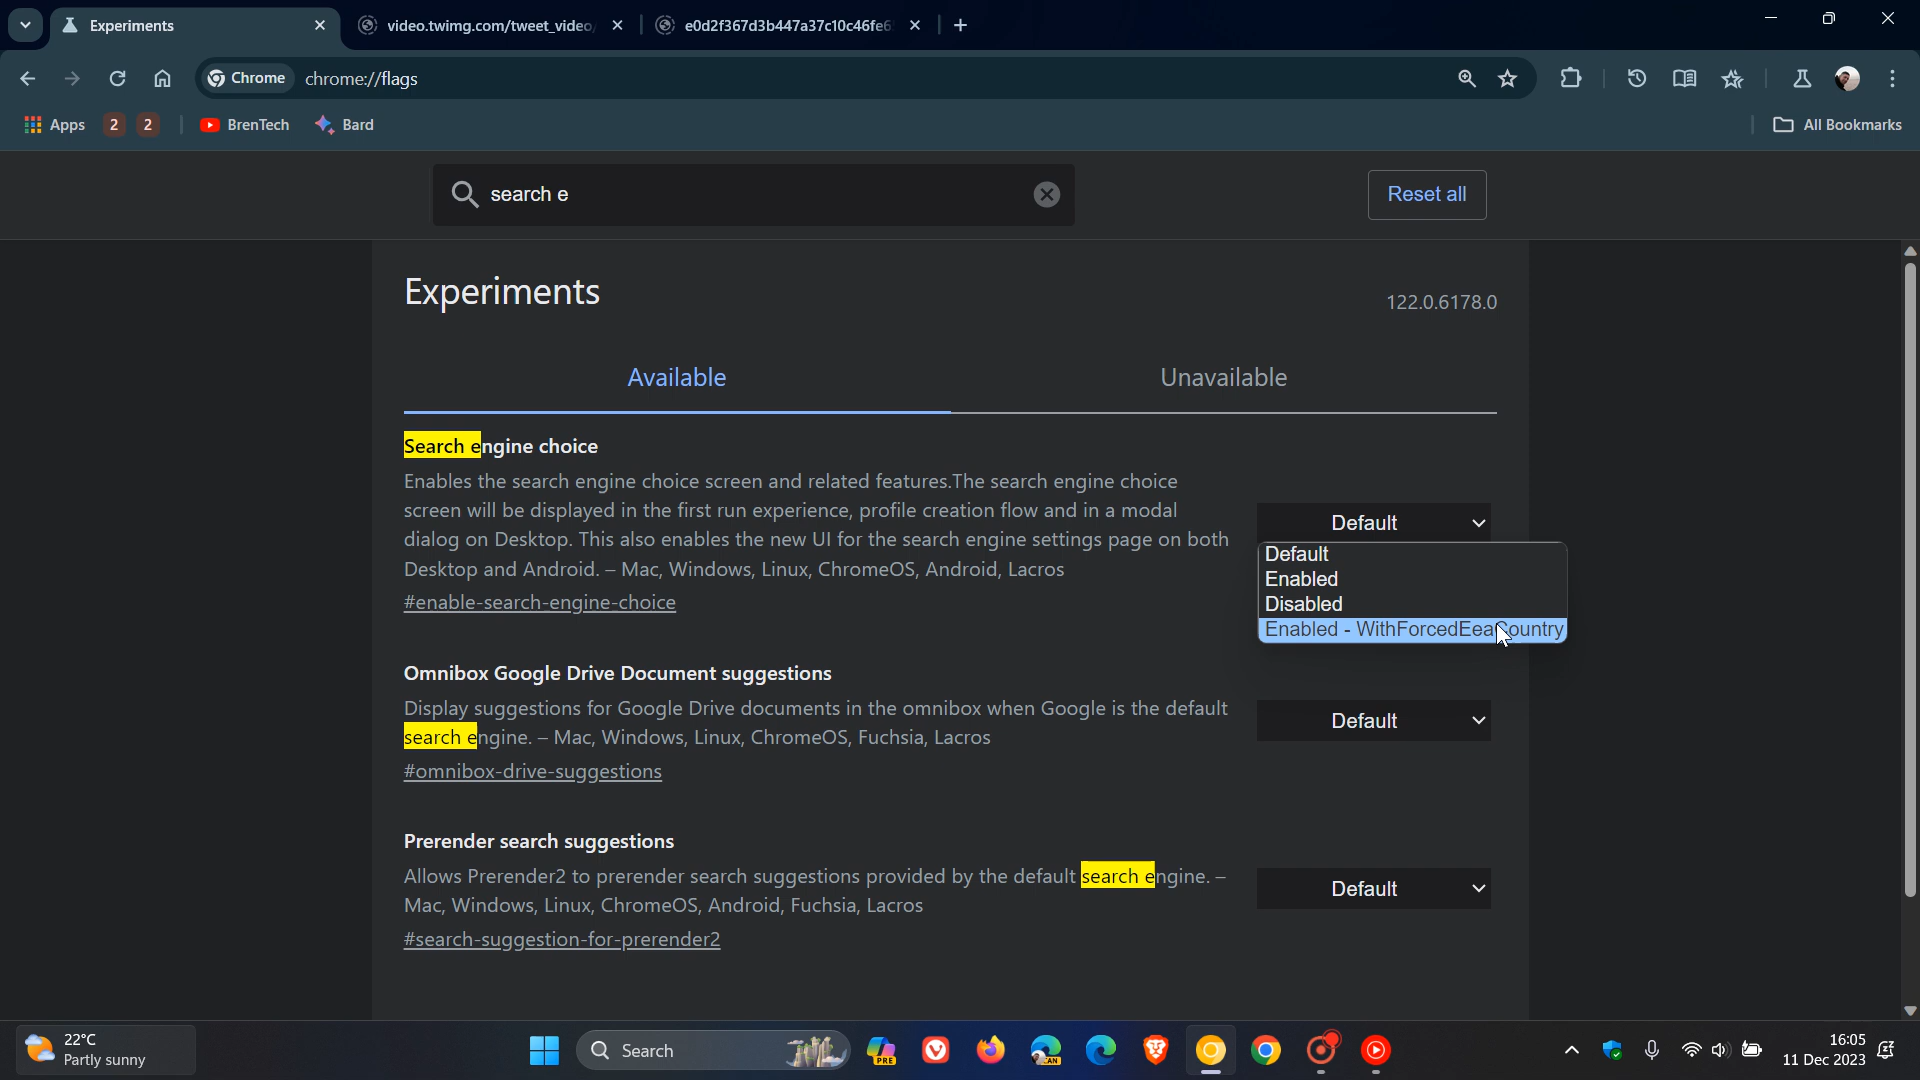 Experiments
video.twimg.com/tweet_video/
e0d2f367d3b447a37c10c46fe6
Chrome
chrome://flags
Apps
2
2
BrenTech
Bard
All Bookmarks
search e
Reset all
Experiments
122.0.6178.0
Available
Unavailable
Search engine choice
Enables the search engine choice screen and related features.The search engine choice
screen will be displayed in the first run experience, profile creation flow and in a modal
dialog on Desktop. This also enables the new UI for the search engine settings page on both
Desktop and Android. – Mac, Windows, Linux, ChromeOS, Android, Lacros
#enable-search-engine-choice
Default
Default
Enabled
Disabled
Enabled - WithForcedEeaCountry
Omnibox Google Drive Document suggestions
Display suggestions for Google Drive documents in the omnibox when Google is the default
search engine. – Mac, Windows, Linux, ChromeOS, Fuchsia, Lacros
#omnibox-drive-suggestions
Default
Prerender search suggestions
Allows Prerender2 to prerender search suggestions provided by the default search engine. –
Mac, Windows, Linux, ChromeOS, Android, Fuchsia, Lacros
#search-suggestion-for-prerender2
Default
22°C
Partly sunny
Search
PRE
CAN
16:05
11 Dec 2023